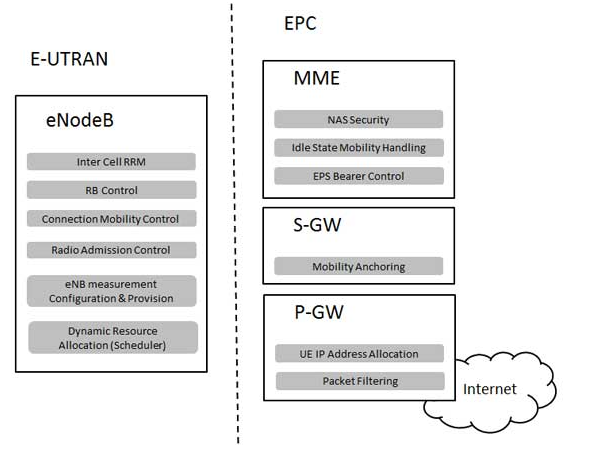 E-UTRAN
eNodeB
Inter Cell RRM
RB Control
Connection Mobility Control
Radio Admission Control
eNB measurement
Configuration & Provision
Dynamic Resource
Allocation (Scheduler)
EPC
MME
NAS Security
Idle State Mobility Handling
EPS Bearer Control
S-GW
Mobility Anchoring
P-GW
UE IP Address Allocation
Packet Filtering
Internet